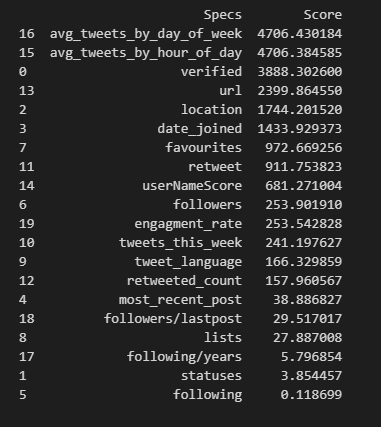 Specs Score
16 avg_tweets_by_day_of_week 4706.430184
15 avg_tweets_by_hour_of_day 4706.384585
0 verified 3888.302600
13 url 2399.864550
2 location 1744.201520
3 date_joined 1433.929373
7 favourites 972.669256
11 retweet 911.753823
14 userNameScore 681.271004
6 followers 253.901910
19 engagment_rate 253.542828
10 tweets_this_week 241.197627
9 tweet_language 166.329859
12 retweeted_count 157.960567
4 most_recent_post 38.886827
18 followers/lastpost 29.517017
8 lists 27.887008
17 following/years 5.796854
1 statuses 3.854457
5 following 0.118699